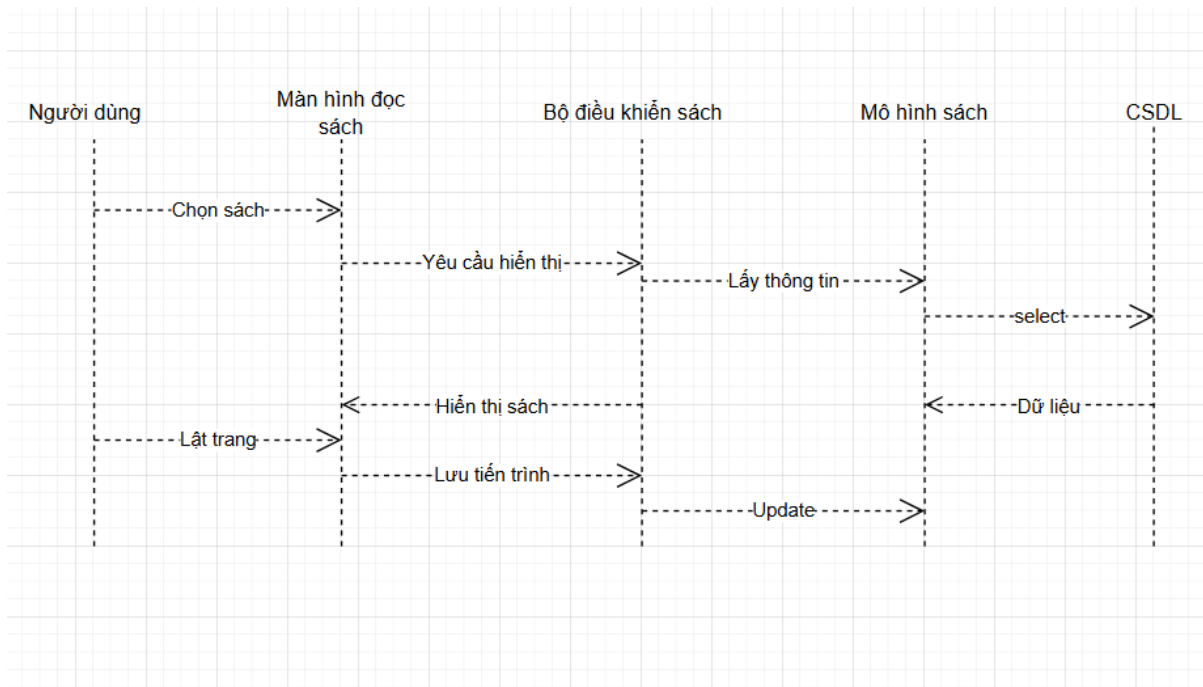 Người dùng
Màn hình đọc
sách
Bộ điều khiển sách
Mô hình sách
CSDL
Chọn sách
Yêu cầu hiển thị
Lấy thông tin
select
Hiển thị sách
Dữ liệu
Lật trang
Lưu tiến trình
Update